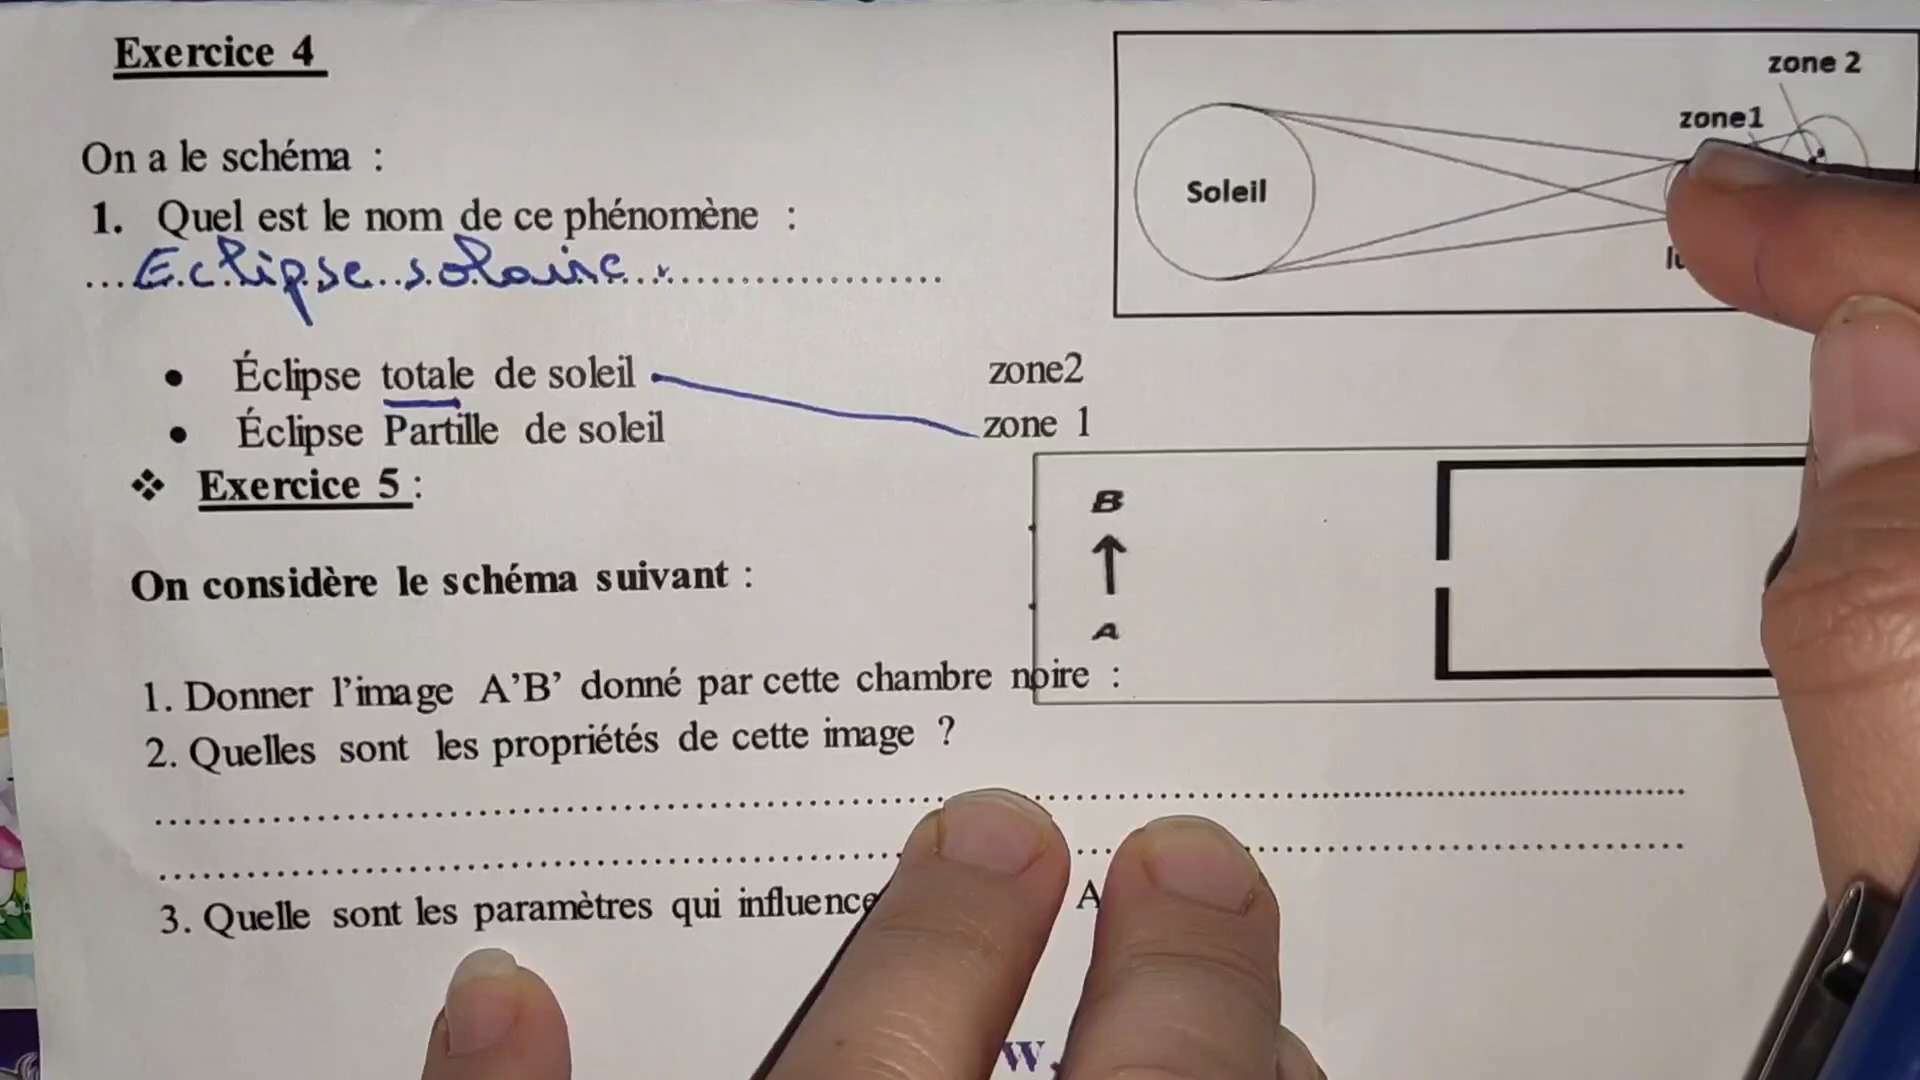 Exercice 4
zone 2
zone1
Soleil
On a le schéma :
1. Quel est le nom de ce phénomène :
...Eclipse solaire...
• Éclipse totale de soleil
zone2
• Éclipse Partille de soleil
zone 1
❖ Exercice 5 :
B
A
On considère le schéma suivant :
1. Donner l'image A'B' donné par cette chambre noire :
2. Quelles sont les propriétés de cette image ?
3. Quelle sont les paramètres qui influence